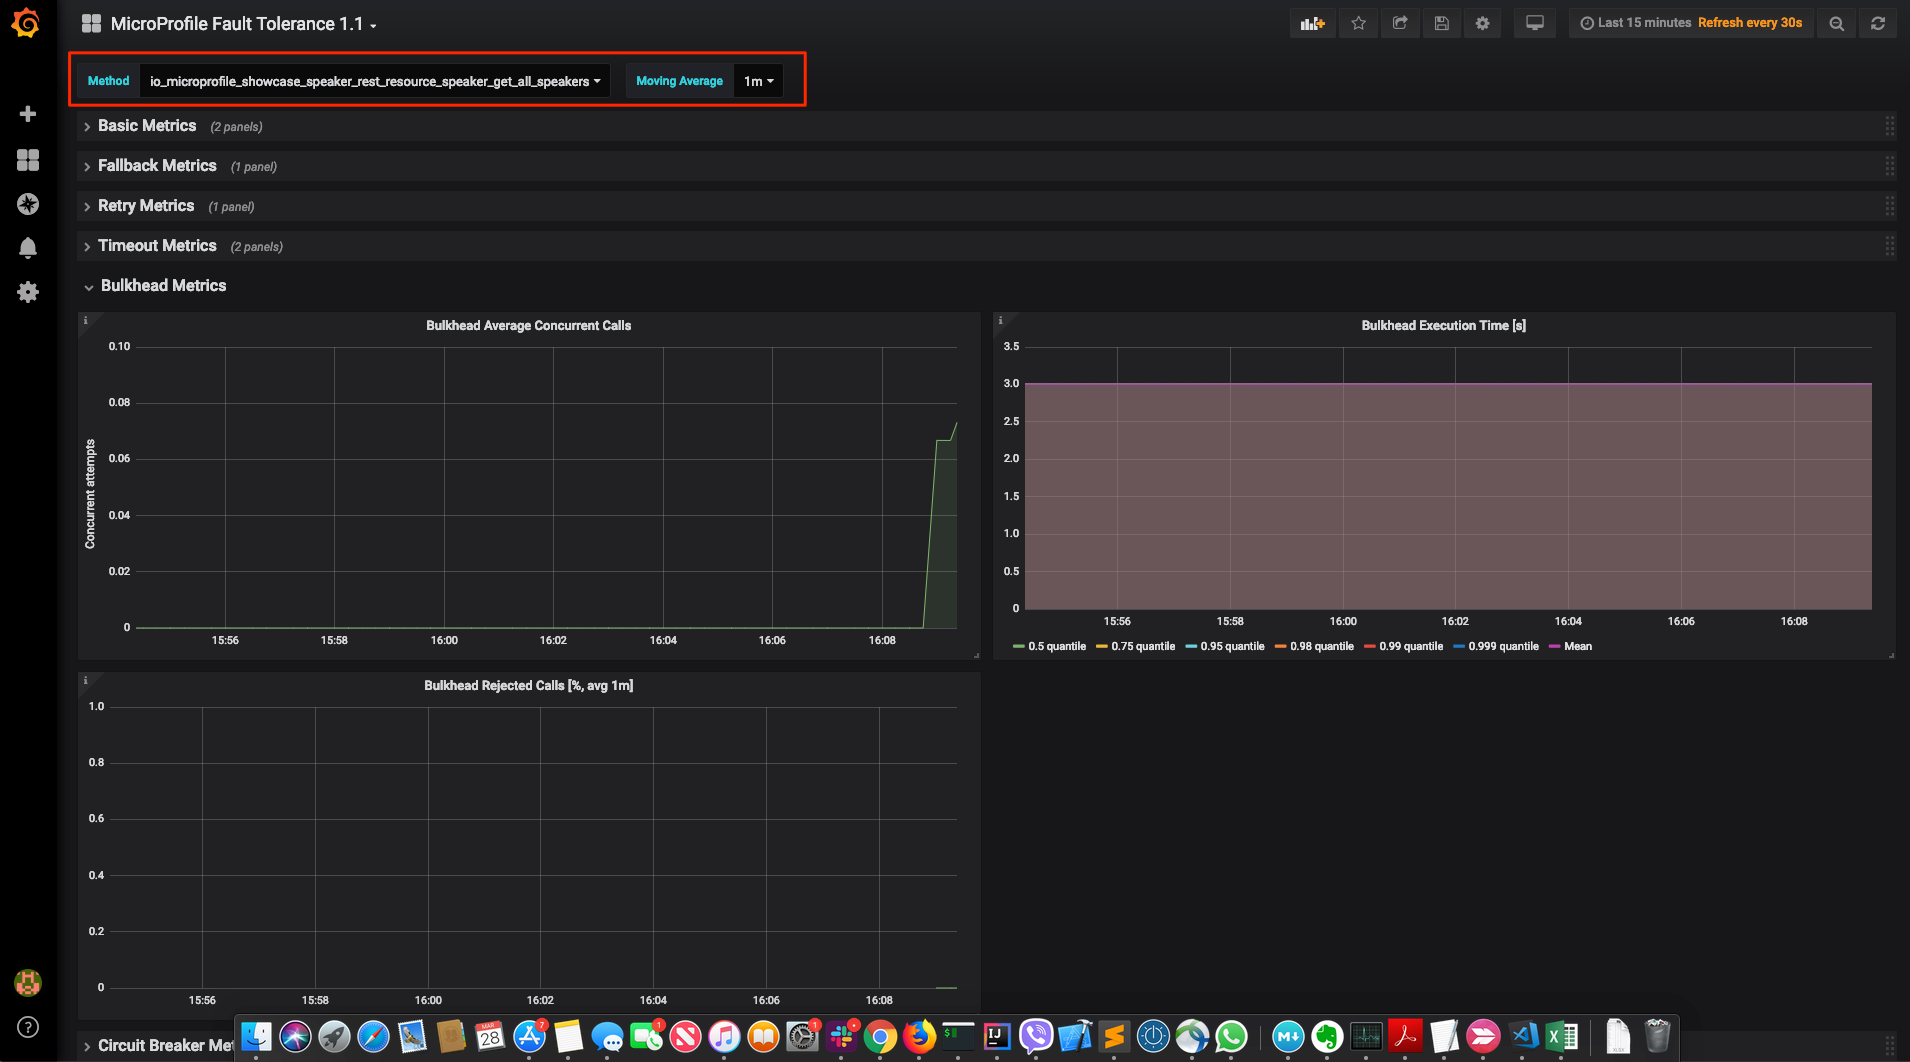 MicroProfile Fault Tolerance 1.1
Last 15 minutes Refresh every 30s
Method io_microprofile_showcase_speaker_rest_resource_speaker_get_all_speakers Moving Average 1m
Basic Metrics (2 panels)
Fallback Metrics (1 panel)
Retry Metrics (1 panel)
Timeout Metrics (2 panels)
Bulkhead Metrics
Bulkhead Average Concurrent Calls
Concurrent attempts
0.10
0.08
0.06
0.04
0.02
0
15:56 15:58 16:00 16:02 16:04 16:06 16:08
Bulkhead Execution Time [s]
3.5
3.0
2.5
2.0
1.5
1.0
0.5
0
15:56 15:58 16:00 16:02 16:04 16:06 16:08
0.5 quantile 0.75 quantile 0.95 quantile 0.98 quantile 0.99 quantile 0.999 quantile Mean
Bulkhead Rejected Calls [%, avg 1m]
1.0
0.8
0.6
0.4
0.2
0
15:56 15:58 16:00 16:02 16:04 16:06 16:08
Circuit Breaker Met
MAR
28
7
1
1
$
IJ
M
X